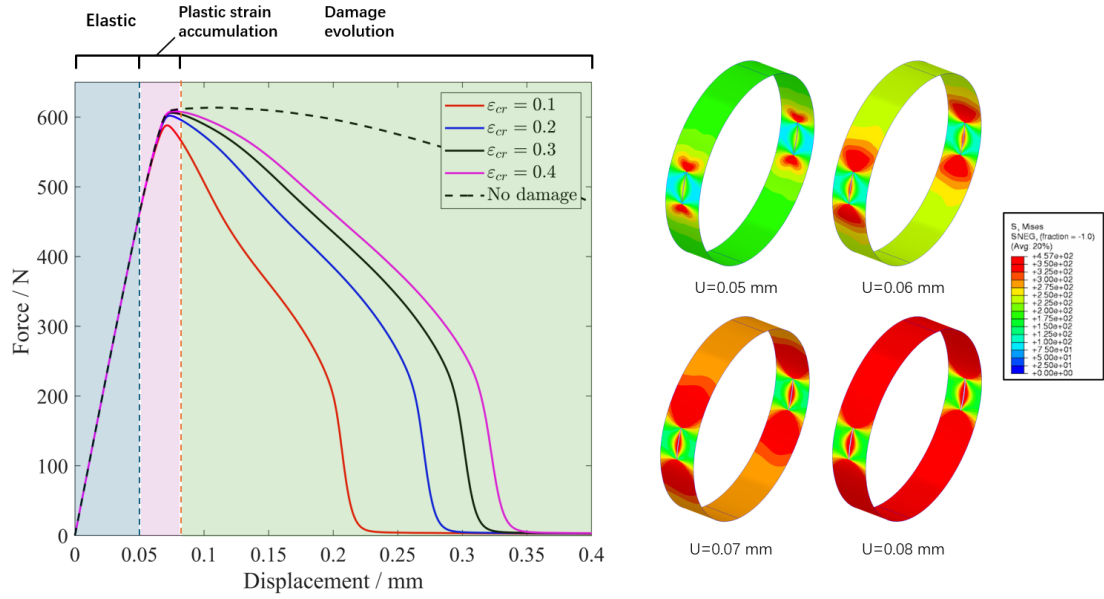 Elastic
Plastic strain
accumulation
Damage
evolution
600
500
400
300
200
100
0
Force / N
ε_cr = 0.1
ε_cr = 0.2
ε_cr = 0.3
ε_cr = 0.4
No damage
0 0.05 0.1 0.15 0.2 0.25 0.3 0.35 0.4
Displacement / mm
U=0.05 mm
U=0.06 mm
U=0.07 mm
U=0.08 mm
S, Mises
SNEG, (fraction = -1.0)
(Avg: 20%)
+4.57e+02
+3.50e+02
+3.25e+02
+3.00e+02
+2.75e+02
+2.50e+02
+2.25e+02
+2.00e+02
+1.75e+02
+1.50e+02
+1.25e+02
+1.00e+02
+7.50e+01
+5.00e+01
+2.50e+01
+0.00e+00